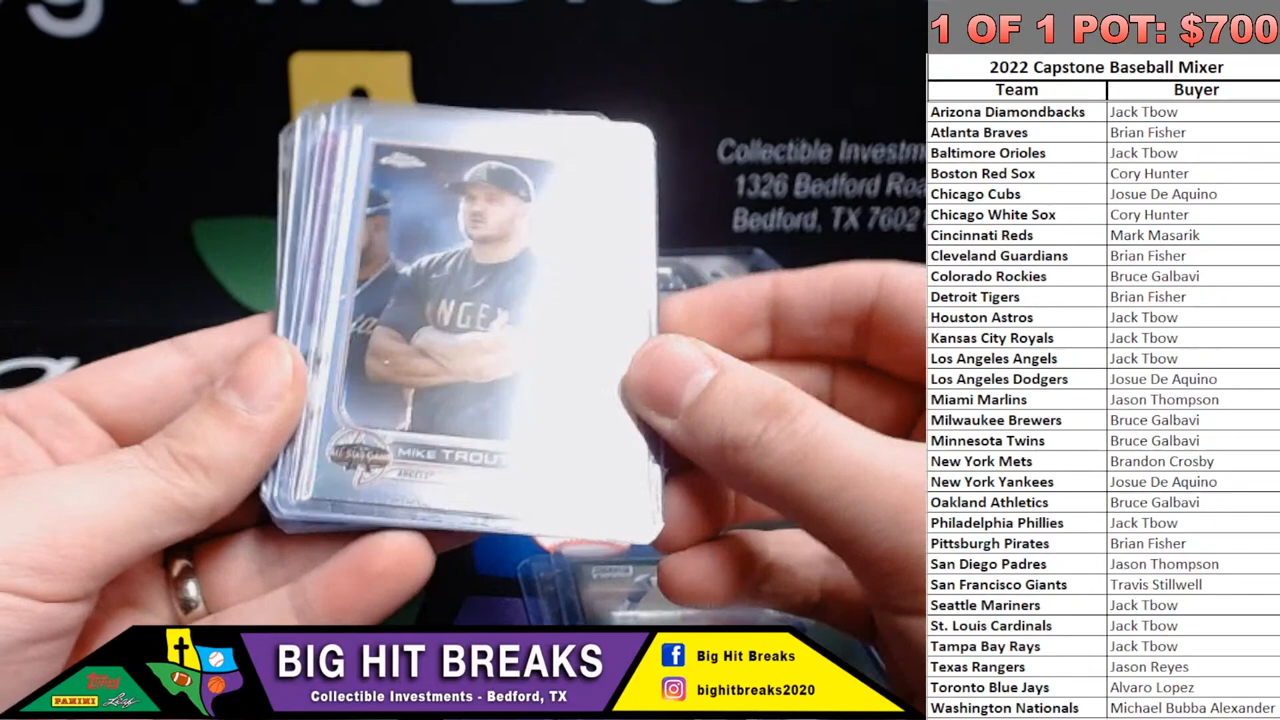 1 OF 1 POT: $700
2022 Capstone Baseball Mixer
Team Buyer
Arizona Diamondbacks Jack Tbow
Atlanta Braves Brian Fisher
Baltimore Orioles Jack Tbow
Boston Red Sox Cory Hunter
Chicago Cubs Josue De Aquino
Chicago White Sox Cory Hunter
Cincinnati Reds Mark Masarik
Cleveland Guardians Brian Fisher
Colorado Rockies Bruce Galbavi
Detroit Tigers Brian Fisher
Houston Astros Jack Tbow
Kansas City Royals Jack Tbow
Los Angeles Angels Jack Tbow
Los Angeles Dodgers Josue De Aquino
Miami Marlins Jason Thompson
Milwaukee Brewers Bruce Galbavi
Minnesota Twins Bruce Galbavi
New York Mets Brandon Crosby
New York Yankees Josue De Aquino
Oakland Athletics Bruce Galbavi
Philadelphia Phillies Jack Tbow
Pittsburgh Pirates Brian Fisher
San Diego Padres Jason Thompson
San Francisco Giants Travis Stillwell
Seattle Mariners Jack Tbow
St. Louis Cardinals Jack Tbow
Tampa Bay Rays Jack Tbow
Texas Rangers Jason Reyes
Toronto Blue Jays Alvaro Lopez
Washington Nationals Michael Bubba Alexander
Big Hit Brea
Collectible Investm
1326 Bedford Roa
Bedford, TX 7602
NGE
MIKE TROUT
ANGELS
Topps
PANINI
Leaf
BIG HIT BREAKS
Collectible Investments - Bedford, TX
Big Hit Breaks
bighitbreaks2020